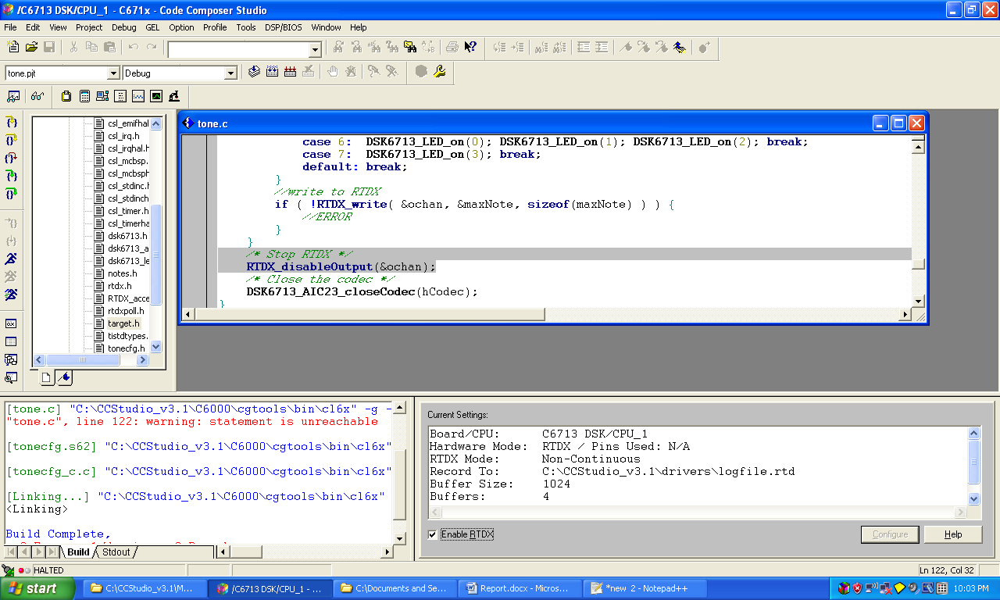 /C6713 DSK/CPU_1 - C671x - Code Composer Studio
File Edit View Project Debug GEL Option Profile Tools DSP/BIOS Window Help
tone.pjt Debug
csl_emifhal
csl_irq.h
csl_irqhal.h
csl_mcbsp.
csl_mcbsph
csl_stdinc.h
csl_stdinch
csl_timer.h
csl_timerha
dsk6713.h
dsk6713_a
dsk6713_le
notes.h
rtdx.h
RTDX_acce
rtdxpoll.h
target.h
tistdtypes.
tonecfg.h
tone.c
case 6:  DSK6713_LED_on(0); DSK6713_LED_on(1); DSK6713_LED_on(2); break;
case 7:  DSK6713_LED_on(3); break;
default: break;
}
//write to RTDX
if ( !RTDX_write( &ochan, &maxNote, sizeof(maxNote) ) ) {
//ERROR
}
}
/* Stop RTDX */
RTDX_disableOutput(&ochan);
/* Close the codec */
DSK6713_AIC23_closeCodec(hCodec);
}
[tone.c] "C:\CCStudio_v3.1\C6000\cgtools\bin\cl6x" -g -
"tone.c", line 122: warning: statement is unreachable
[tonecfg.s62] "C:\CCStudio_v3.1\C6000\cgtools\bin\cl6x"
[tonecfg_c.c] "C:\CCStudio_v3.1\C6000\cgtools\bin\cl6x"
[Linking...] "C:\CCStudio_v3.1\C6000\cgtools\bin\cl6x"
<Linking>
Build Complete,
Build Stdout
Current Settings:
Board/CPU: C6713 DSK/CPU_1
Hardware Mode: RTDX / Pins Used: N/A
RTDX Mode: Non-Continuous
Record To: C:\CCStudio_v3.1\drivers\logfile.rtd
Buffer Size: 1024
Buffers: 4
Enable RTDX Configure Help
HALTED Ln 122, Col 32
start C:\CCStudio_v3.1\M... /C6713 DSK/CPU_1 - ... C:\Documents and Se... Report.docx - Micros... *new 2 - Notepad++ 10:03 PM